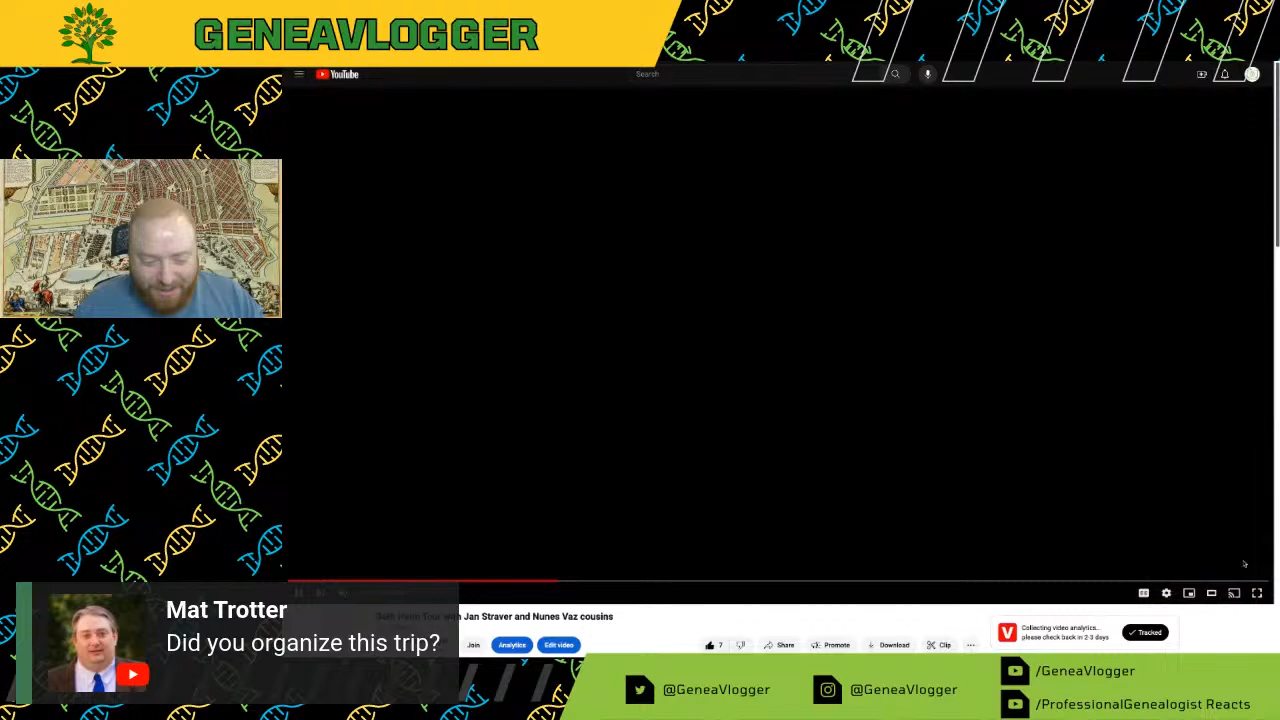 GENEAVLOGGER
YouTube
Search
with Jan Straver and Nunes Vaz cousins
Join
Analytics
Edit video
7
Share
Promote
Download
Clip
Collecting video analytics...
please check back in 2-3 days
Tracked
Mat Trotter
Did you organize this trip?
@GeneaVlogger
@GeneaVlogger
/GeneaVlogger
/ProfessionalGenealogist Reacts